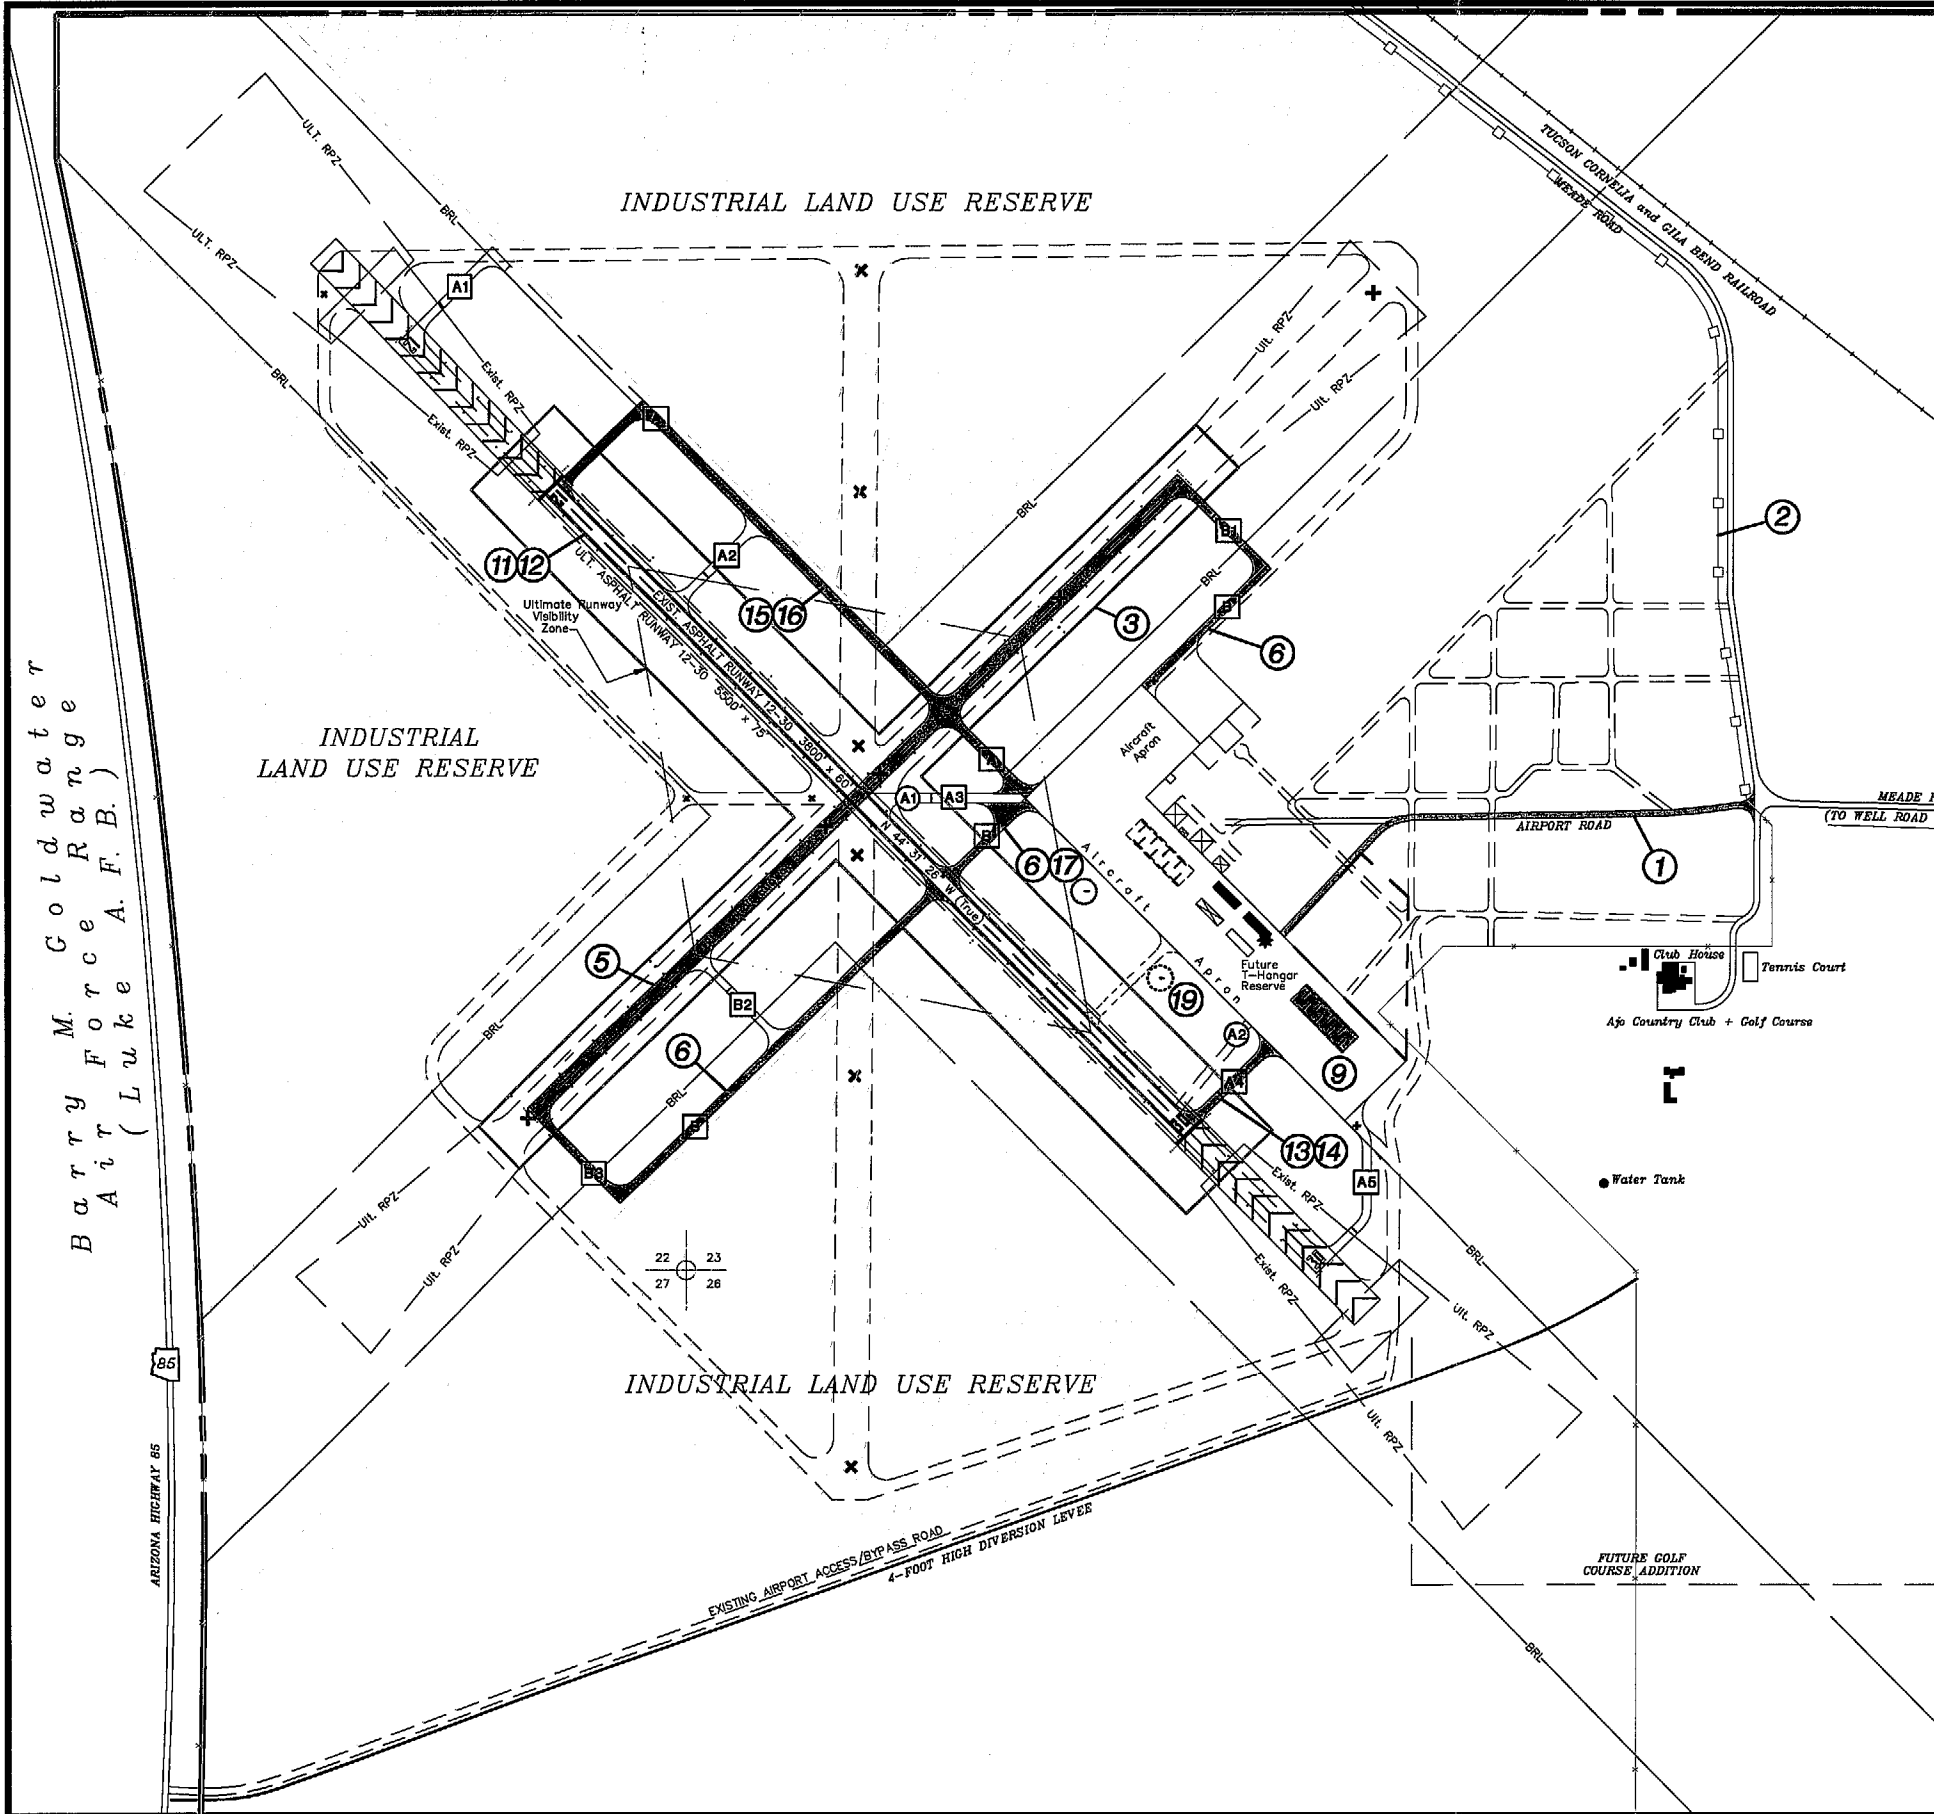 TUCSON CORNELIA and GILA BEND RAILROAD
MEADE ROAD
ULT. RPZ
ULT. RPZ
BRL
BRL
INDUSTRIAL LAND USE RESERVE
A1
Exist. RPZ
Exist. RPZ
Ult. RPZ
Ult. RPZ
BRL
BRL
B1
B
2
3
6
11 12
A2
15 16
ULT. ASPHALT RUNWAY 12-30 5500' x 75'
EXIST. ASPHALT RUNWAY 12-30 3800' x 60'
N 44° 31' 26" W (True)
Ultimate Runway
Visibility
Zone
INDUSTRIAL
LAND USE RESERVE
Barry M. Goldwater
Air Force Range
(Luke A. F. B.)
Aircraft
Apron
A
A1
A3
B
6 17
MEADE
(TO WELL ROAD
AIRPORT ROAD
1
Aircraft
Apron
5
B2
6
BRL
BRL
B3
19
A2
A4
Future
T-Hangar
Reserve
9
13 14
A5
Club House
Tennis Court
Ajo Country Club + Golf Course
Water Tank
Ult. RPZ
Ult. RPZ
22 23
27 26
Exist. RPZ
Exist. RPZ
BRL
Ult. RPZ
Ult. RPZ
85
INDUSTRIAL LAND USE RESERVE
ARIZONA HIGHWAY 85
EXISTING AIRPORT ACCESS/BYPASS ROAD
4-FOOT HIGH DIVERSION LEVEE
FUTURE GOLF
COURSE ADDITION
BRL